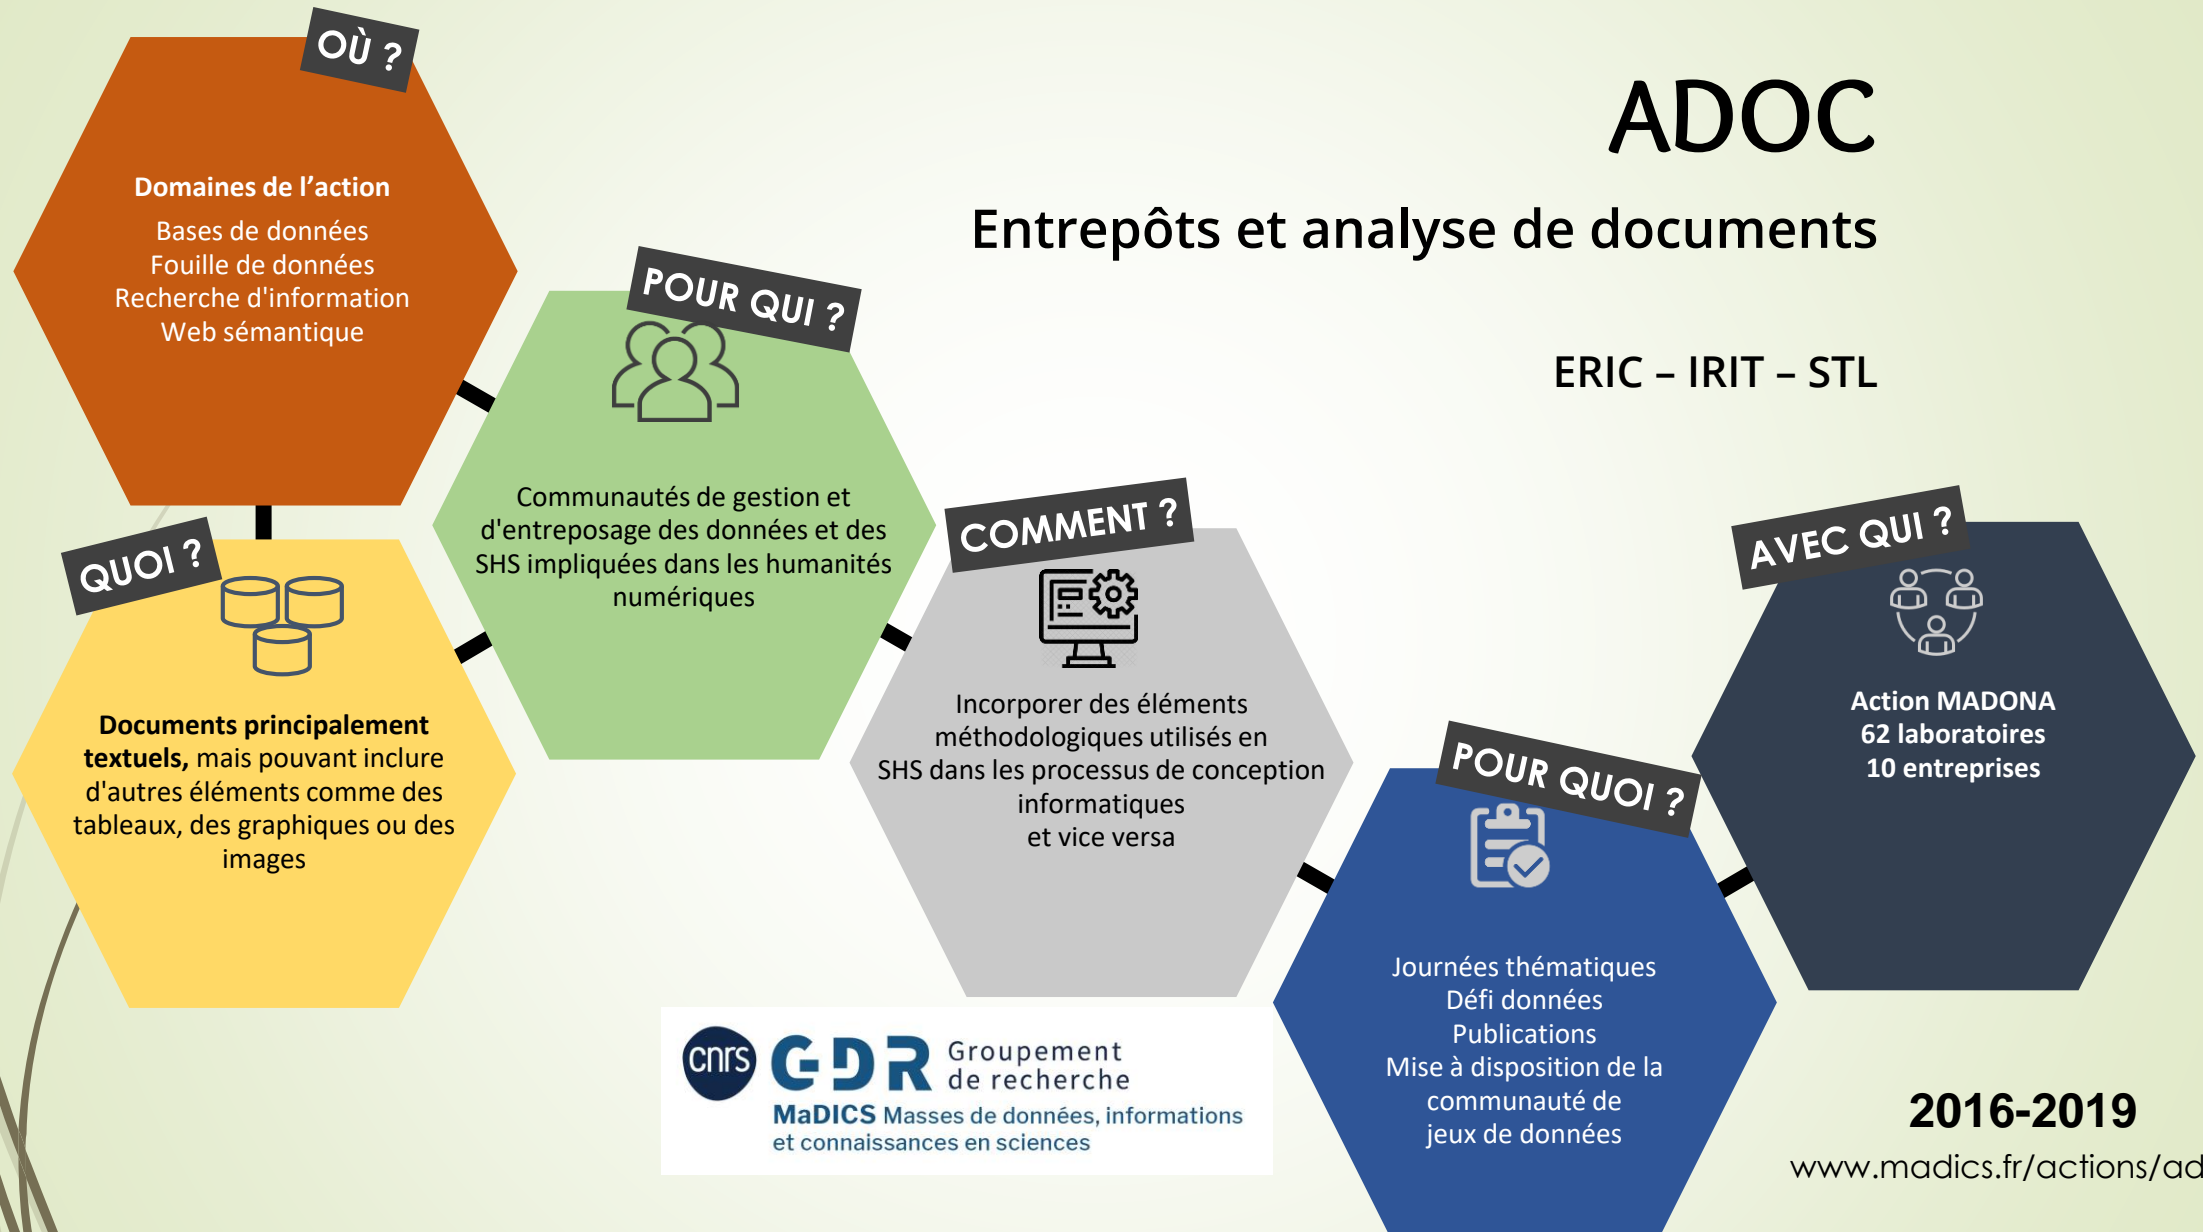 OÙ ?
Domaines de l’action
Bases de données
Fouille de données
Recherche d'information
Web sémantique
ADOC
Entrepôts et analyse de documents
ERIC – IRIT – STL
POUR QUI ?
Communautés de gestion et
d'entreposage des données et des
SHS impliquées dans les humanités
numériques
QUOI ?
Documents principalement
textuels, mais pouvant inclure
d'autres éléments comme des
tableaux, des graphiques ou des
images
COMMENT ?
Incorporer des éléments
méthodologiques utilisés en
SHS dans les processus de conception
informatiques
et vice versa
POUR QUOI ?
Journées thématiques
Défi données
Publications
Mise à disposition de la
communauté de
jeux de données
AVEC QUI ?
Action MADONA
62 laboratoires
10 entreprises
cnrs
GDR
Groupement
de recherche
MaDICS Masses de données, informations
et connaissances en sciences
2016-2019
www.madics.fr/actions/ad